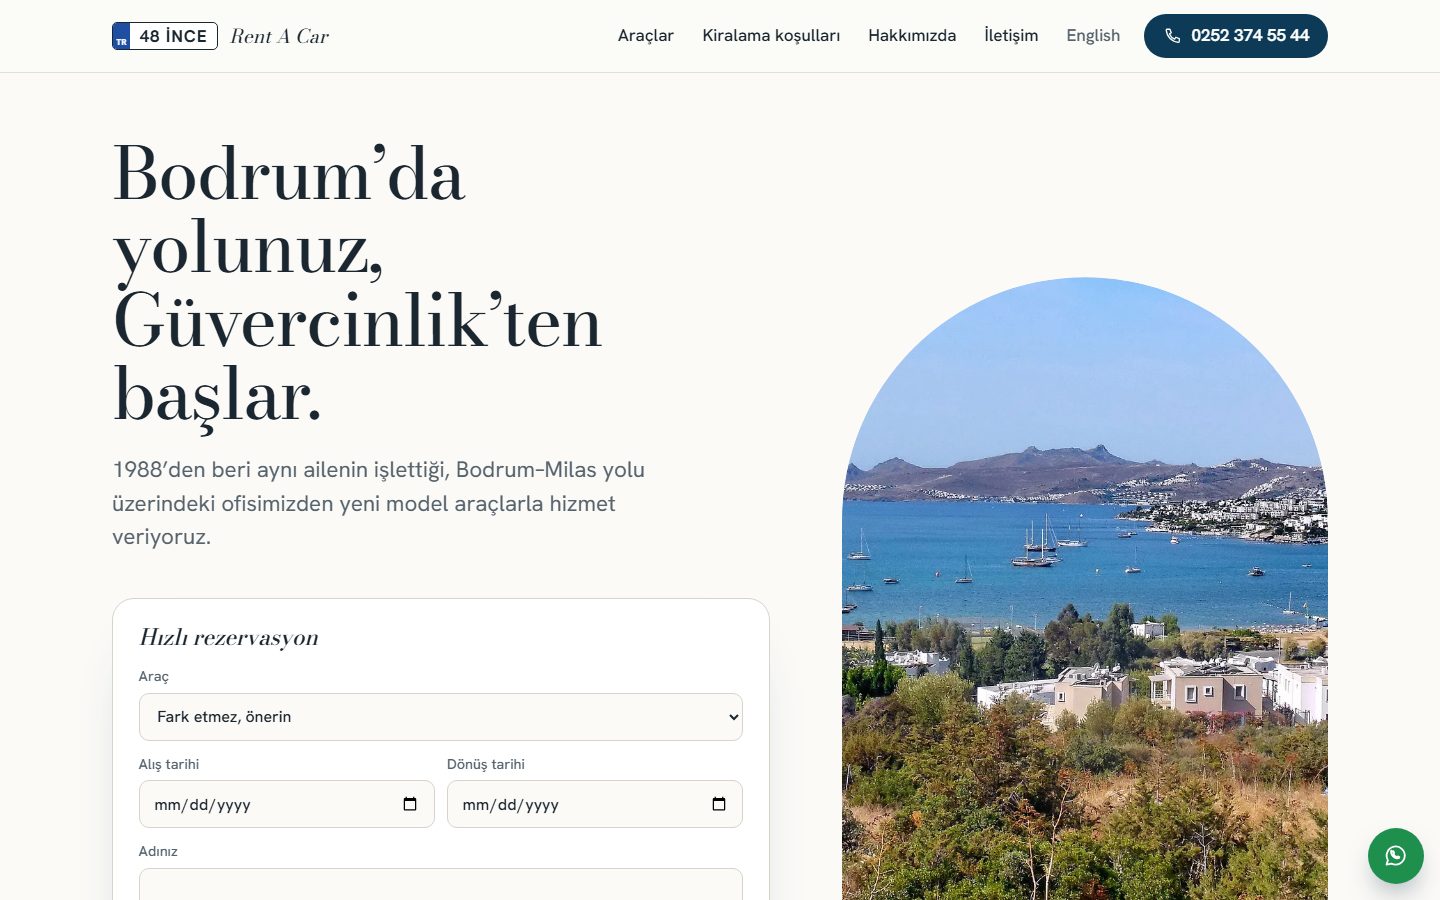 TR 48 İNCE Rent A Car
Araçlar Kiralama koşulları Hakkımızda İletişim English 0252 374 55 44
Bodrum’da
yolunuz,
Güvercinlik’ten
başlar.
1988’den beri aynı ailenin işlettiği, Bodrum–Milas yolu
üzerindeki ofisimizden yeni model araçlarla hizmet
veriyoruz.
Hızlı rezervasyon
Araç
Fark etmez, önerin
Alış tarihi Dönüş tarihi
mm/dd/yyyy mm/dd/yyyy
Adınız